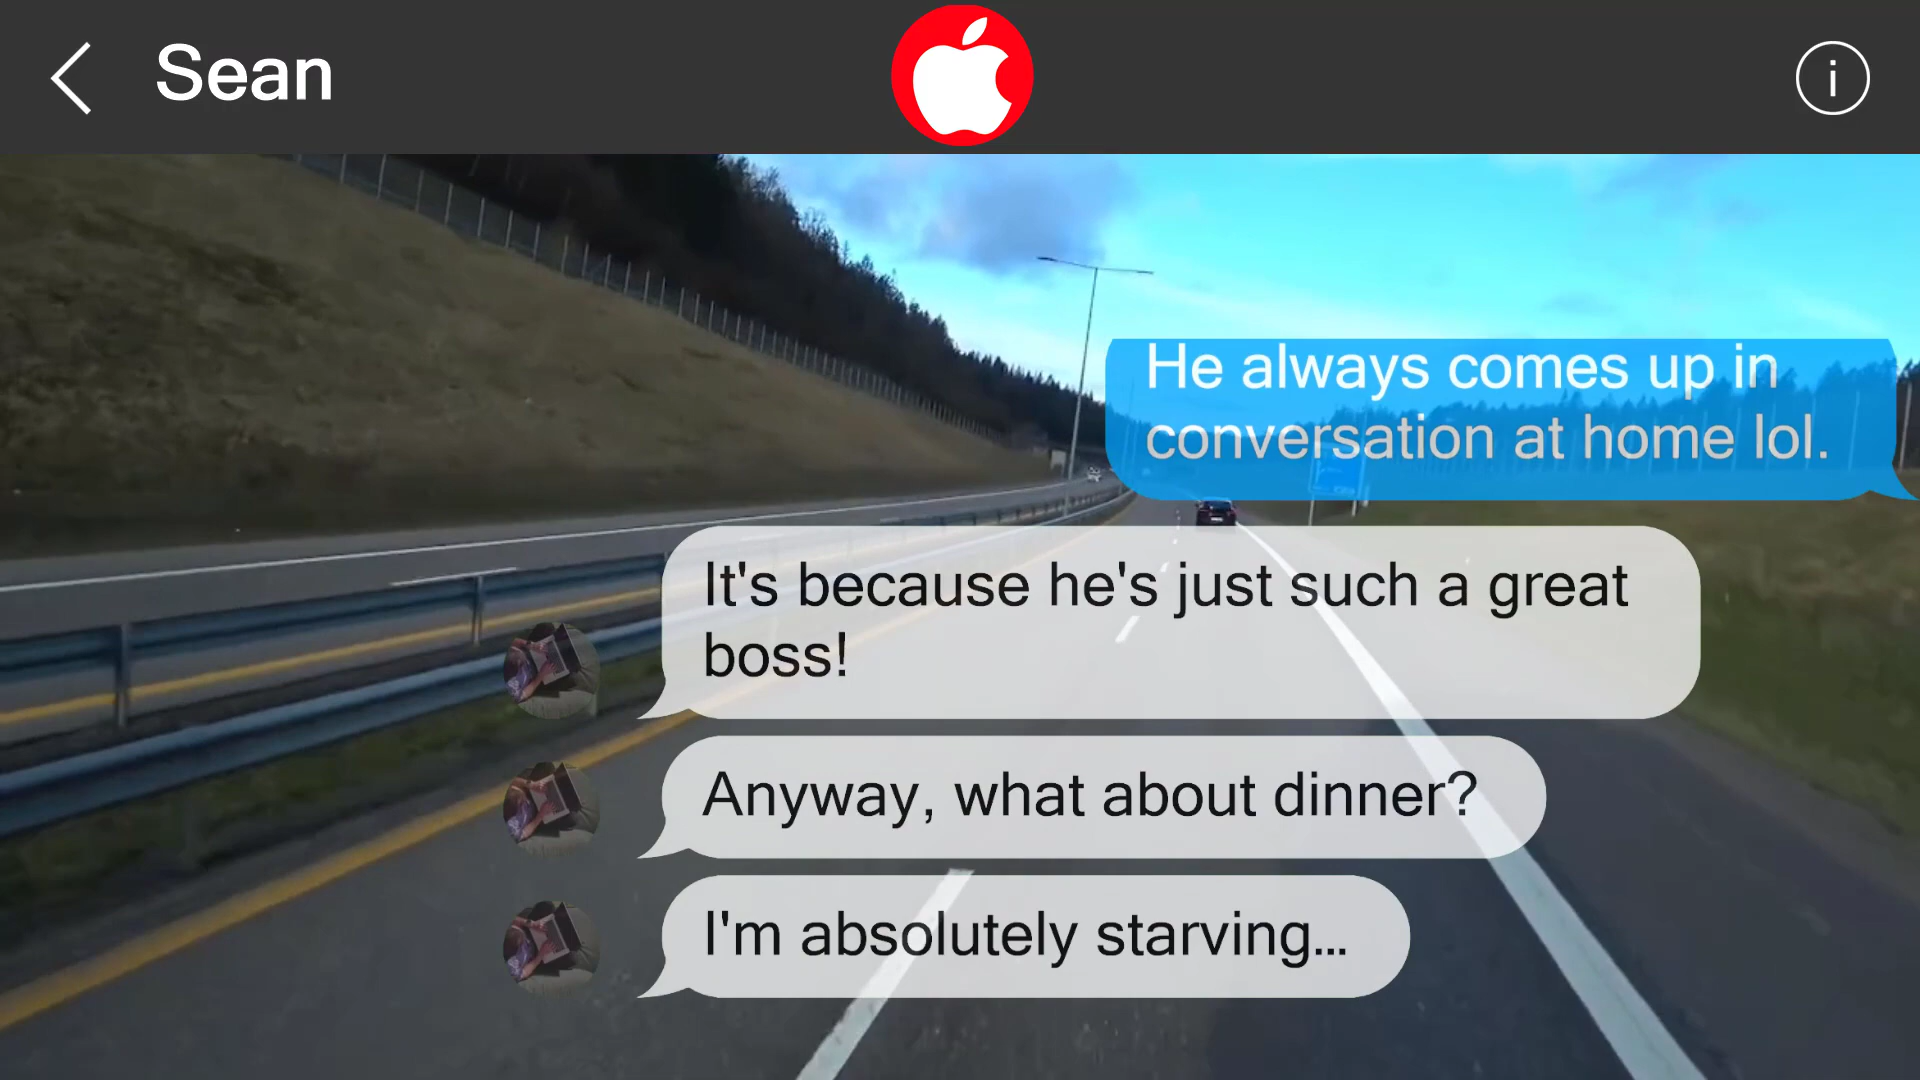 Sean
He always comes up in
conversation at home lol.
It's because he's just such a great
boss!
Anyway, what about dinner?
I'm absolutely starving...